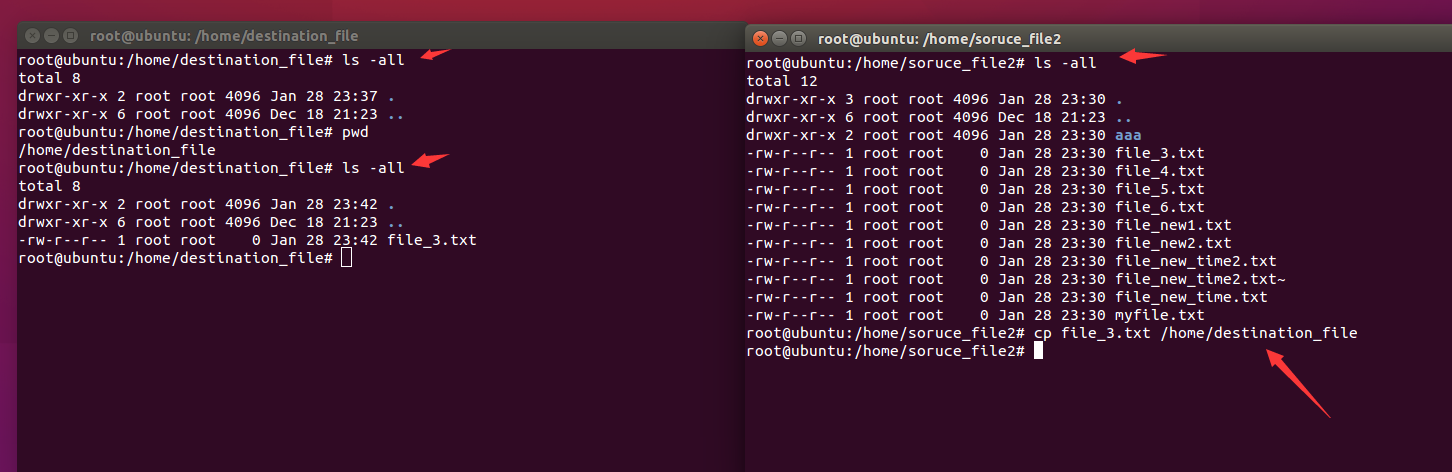 root@ubuntu: /home/destination_file
root@ubuntu:/home/destination_file# ls -all
total 8
drwxr-xr-x 2 root root 4096 Jan 28 23:37 .
drwxr-xr-x 6 root root 4096 Dec 18 21:23 ..
root@ubuntu:/home/destination_file# pwd
/home/destination_file
root@ubuntu:/home/destination_file# ls -all
total 8
drwxr-xr-x 2 root root 4096 Jan 28 23:42 .
drwxr-xr-x 6 root root 4096 Dec 18 21:23 ..
-rw-r--r-- 1 root root    0 Jan 28 23:42 file_3.txt
root@ubuntu:/home/destination_file#
root@ubuntu: /home/soruce_file2
root@ubuntu:/home/soruce_file2# ls -all
total 12
drwxr-xr-x 3 root root 4096 Jan 28 23:30 .
drwxr-xr-x 6 root root 4096 Dec 18 21:23 ..
drwxr-xr-x 2 root root 4096 Jan 28 23:30 aaa
-rw-r--r-- 1 root root    0 Jan 28 23:30 file_3.txt
-rw-r--r-- 1 root root    0 Jan 28 23:30 file_4.txt
-rw-r--r-- 1 root root    0 Jan 28 23:30 file_5.txt
-rw-r--r-- 1 root root    0 Jan 28 23:30 file_6.txt
-rw-r--r-- 1 root root    0 Jan 28 23:30 file_new1.txt
-rw-r--r-- 1 root root    0 Jan 28 23:30 file_new2.txt
-rw-r--r-- 1 root root    0 Jan 28 23:30 file_new_time2.txt
-rw-r--r-- 1 root root    0 Jan 28 23:30 file_new_time2.txt~
-rw-r--r-- 1 root root    0 Jan 28 23:30 file_new_time.txt
-rw-r--r-- 1 root root    0 Jan 28 23:30 myfile.txt
root@ubuntu:/home/soruce_file2# cp file_3.txt /home/destination_file
root@ubuntu:/home/soruce_file2#